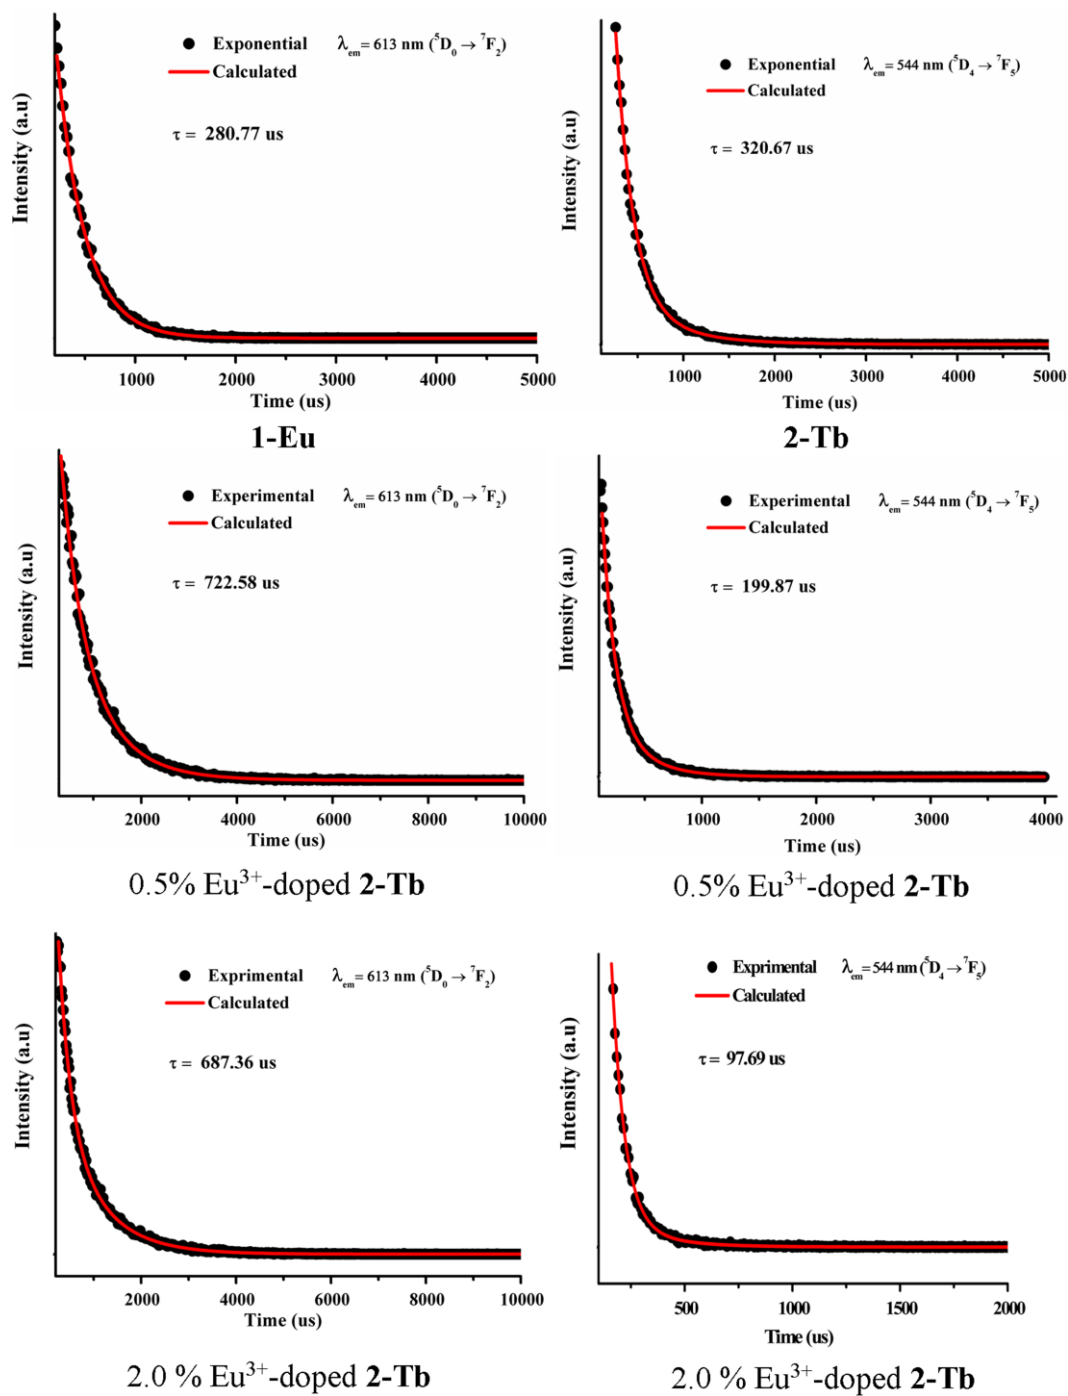 ● Exponential λem = 613 nm (⁵D₀ → ⁷F₂)
Calculated
τ = 280.77 us
Intensity (a.u)
1000 2000 3000 4000 5000
Time (us)
1-Eu
● Exponential λem = 544 nm (⁵D₄ → ⁷F₅)
Calculated
τ = 320.67 us
Intensity (a.u)
1000 2000 3000 4000 5000
Time (us)
2-Tb
● Experimental λem = 613 nm (⁵D₀ → ⁷F₂)
Calculated
τ = 722.58 us
Intensity (a.u)
2000 4000 6000 8000 10000
Time (us)
0.5% Eu³⁺-doped 2-Tb
● Experimental λem = 544 nm (⁵D₄ → ⁷F₅)
Calculated
τ = 199.87 us
Intensity (a.u)
1000 2000 3000 4000
Time (us)
0.5% Eu³⁺-doped 2-Tb
● Exprimental λem = 613 nm (⁵D₀ → ⁷F₂)
Calculated
τ = 687.36 us
Intensity (a.u)
2000 4000 6000 8000 10000
Time (us)
2.0 % Eu³⁺-doped 2-Tb
● Exprimental λem = 544 nm (⁵D₄ → ⁷F₅)
Calculated
τ = 97.69 us
Intensity (a.u)
500 1000 1500 2000
Time (us)
2.0 % Eu³⁺-doped 2-Tb